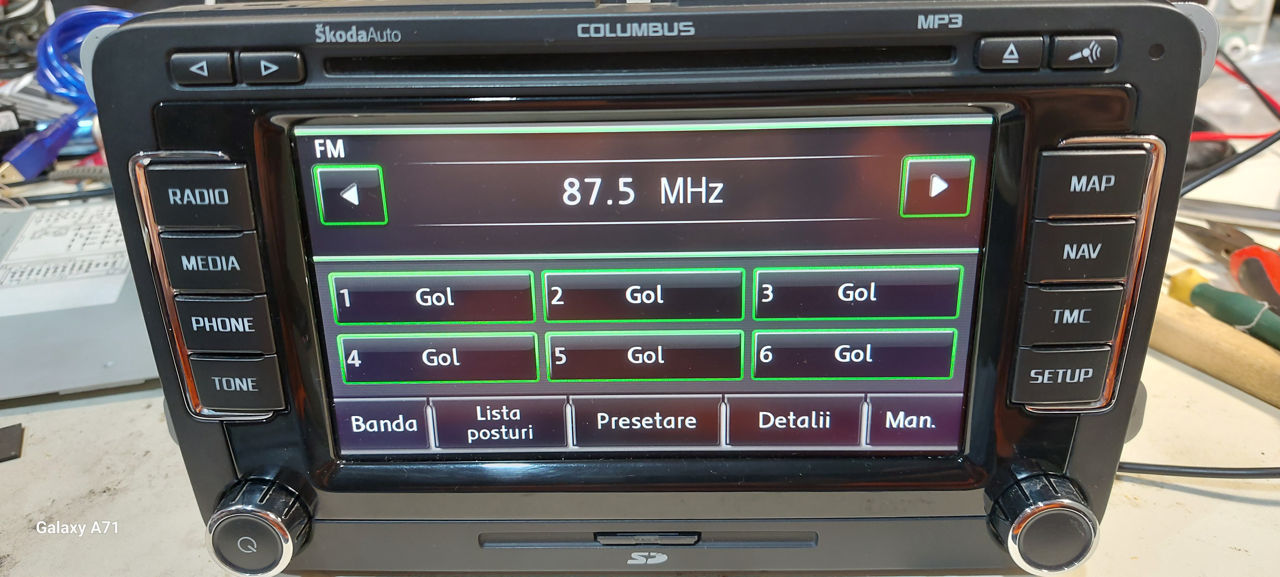 ŠkodaAuto
COLUMBUS
MP3
FM
87.5 MHz
RADIO
MEDIA
PHONE
TONE
MAP
NAV
TMC
SETUP
1 Gol
2 Gol
3 Gol
4 Gol
5 Gol
6 Gol
Banda
Lista
posturi
Presetare
Detalii
Man.
SD
Galaxy A71